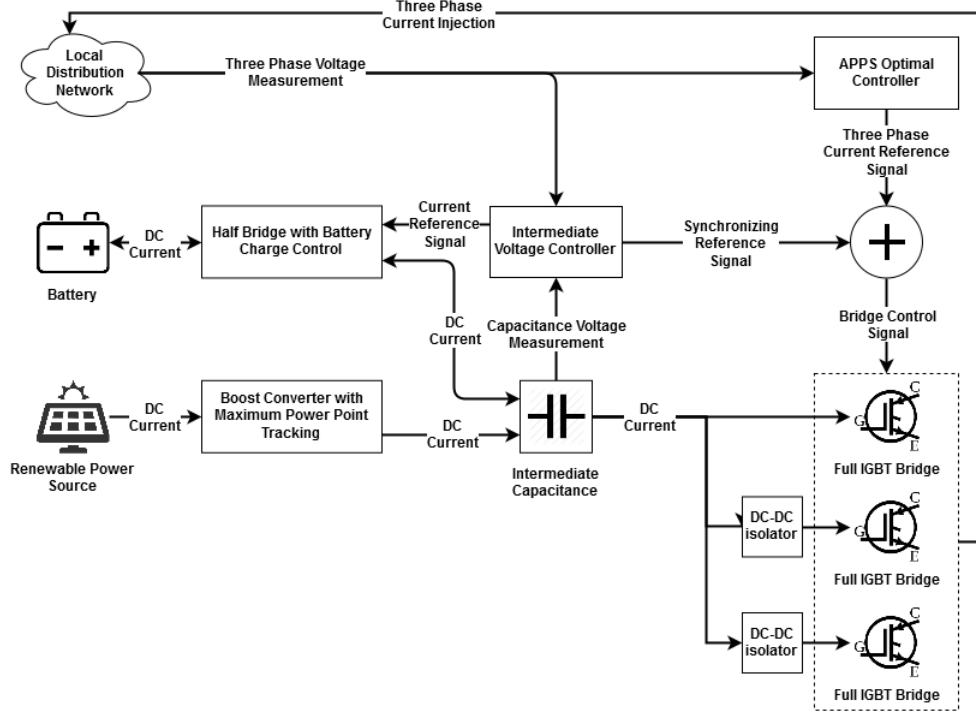 Three Phase
Current Injection
Local
Distribution
Network
Three Phase Voltage
Measurement
APPS Optimal
Controller
Three Phase
Current Reference
Signal
Half Bridge with Battery
Charge Control
Current
Reference
Signal
Intermediate
Voltage Controller
Synchronizing
Reference
Signal
DC
Current
Battery
Bridge Control
Signal
DC
Current
Capacitance Voltage
Measurement
Renewable Power
Source
DC
Current
Boost Converter with
Maximum Power Point
Tracking
DC
Current
Intermediate
Capacitance
DC
Current
G
C
E
Full IGBT Bridge
DC-DC
isolator
G
C
E
Full IGBT Bridge
DC-DC
isolator
G
C
E
Full IGBT Bridge